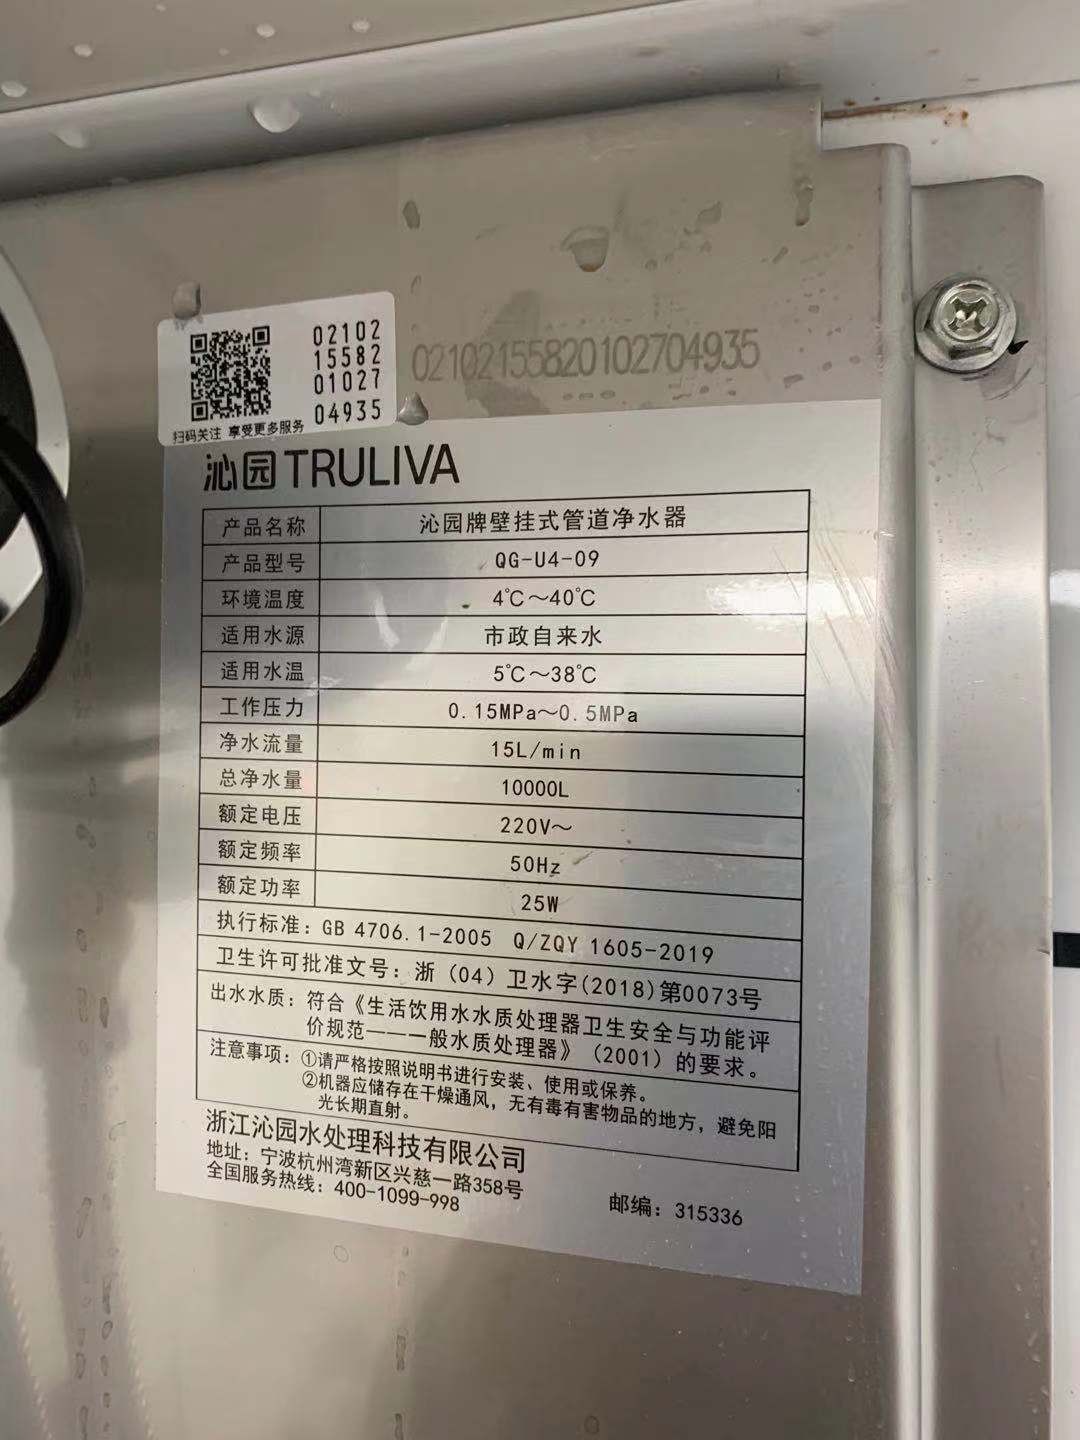 02102
15582
01027
04935
扫码关注 享受更多服务
02102155820102704935
沁园TRULIVA
产品名称 沁园牌壁挂式管道净水器
产品型号 QG-U4-09
环境温度 4℃～40℃
适用水源 市政自来水
适用水温 5℃～38℃
工作压力 0.15MPa～0.5MPa
净水流量 15L/min
总净水量 10000L
额定电压 220V～
额定频率 50Hz
额定功率 25W
执行标准：GB 4706.1-2005 Q/ZQY 1605-2019
卫生许可批准文号：浙（04）卫水字(2018)第0073号
出水水质：符合《生活饮用水水质处理器卫生安全与功能评
价规范——一般水质处理器》（2001）的要求。
注意事项：①请严格按照说明书进行安装、使用或保养。
②机器应储存在干燥通风，无有毒有害物品的地方，避免阳
光长期直射。
浙江沁园水处理科技有限公司
地址：宁波杭州湾新区兴慈一路358号
全国服务热线：400-1099-998 邮编：315336